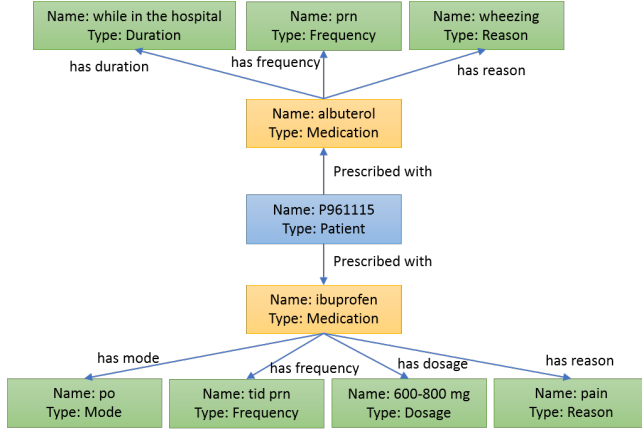 Name: while in the hospital
Type: Duration
Name: prn
Type: Frequency
Name: wheezing
Type: Reason
has duration
has frequency
has reason
Name: albuterol
Type: Medication
Prescribed with
Name: P961115
Type: Patient
Prescribed with
Name: ibuprofen
Type: Medication
has mode
has frequency
has dosage
has reason
Name: po
Type: Mode
Name: tid prn
Type: Frequency
Name: 600-800 mg
Type: Dosage
Name: pain
Type: Reason